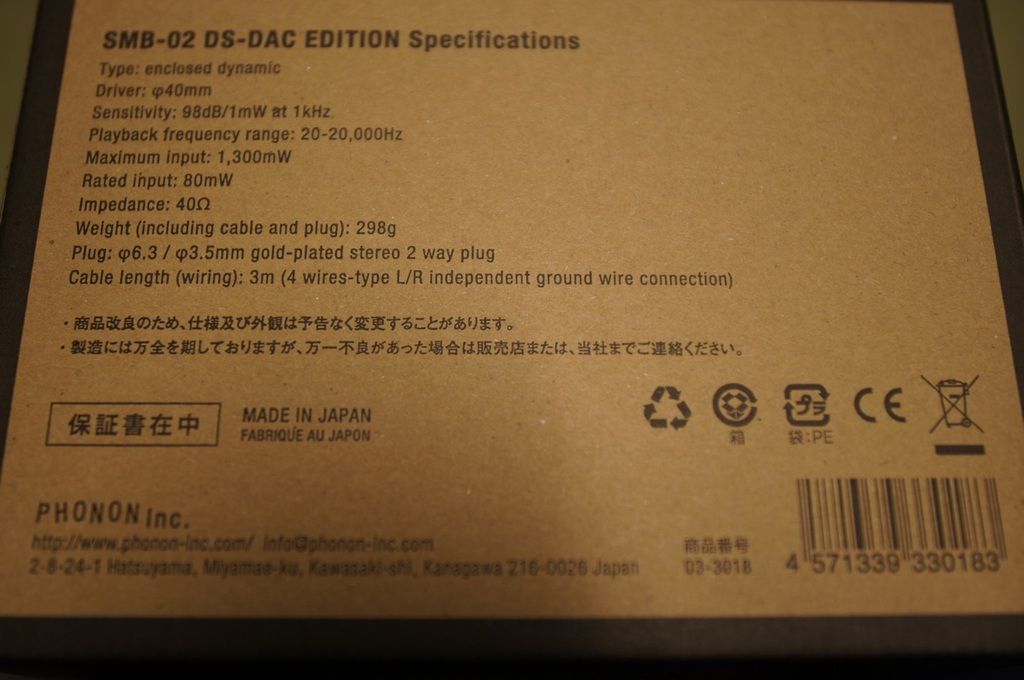 SMB-02 DS-DAC EDITION Specifications
Type: enclosed dynamic
Driver: φ40mm
Sensitivity: 98dB/1mW at 1kHz
Playback frequency range: 20-20,000Hz
Maximum input: 1,300mW
Rated input: 80mW
Impedance: 40Ω
Weight (including cable and plug): 298g
Plug: φ6.3 / φ3.5mm gold-plated stereo 2 way plug
Cable length (wiring): 3m (4 wires-type L/R independent ground wire connection)
・商品改良のため、仕様及び外観は予告なく変更することがあります。
・製造には万全を期しておりますが、万一不良があった場合は販売店または、当社までご連絡ください。
保証書在中
MADE IN JAPAN
FABRIQUÉ AU JAPON
箱
プラ
袋:PE
CE
PHONON Inc.
http://www.phonon-inc.com/ info@phonon-inc.com
2-8-24-1 Hatsuyama, Miyamae-ku, Kawasaki-shi, Kanagawa 216-0026 Japan
商品番号
03-3018
4 571339 330183